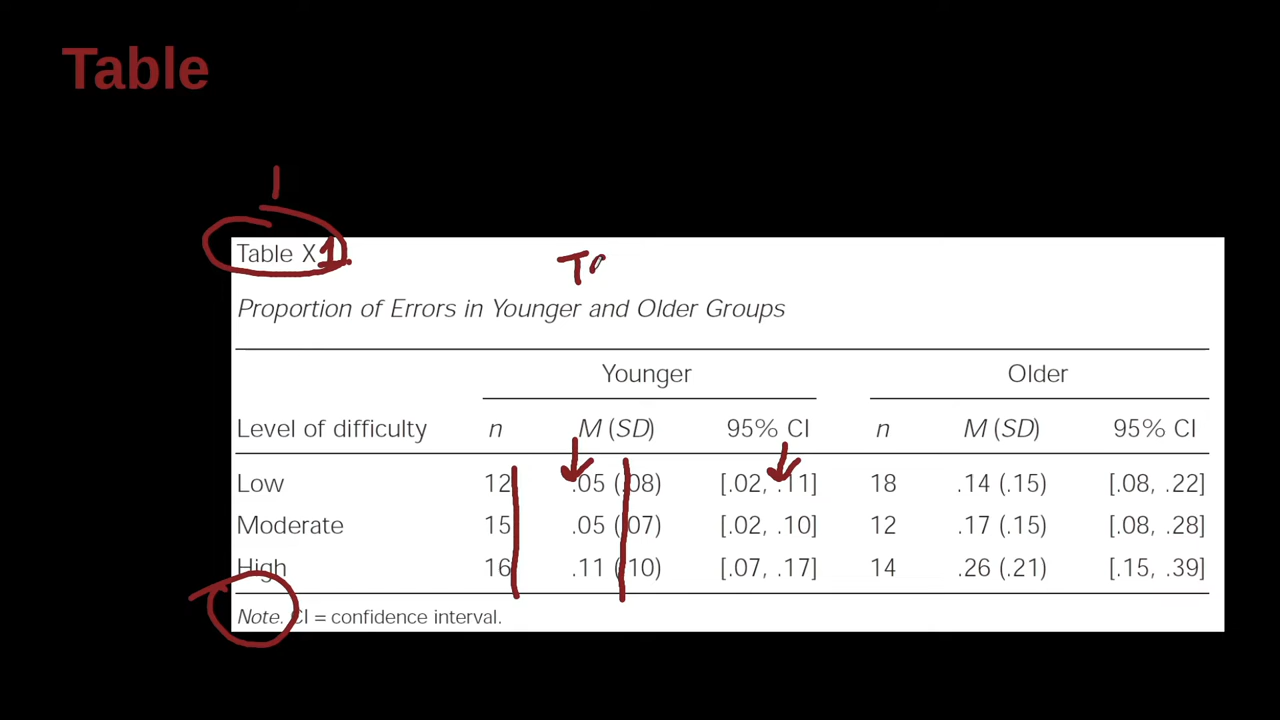 Table
1
Table X 1.
To
Proportion of Errors in Younger and Older Groups
Younger Older
Level of difficulty n M (SD) 95% CI n M (SD) 95% CI
Low 12 .05 (.08) [.02, .11] 18 .14 (.15) [.08, .22]
Moderate 15 .05 (.07) [.02, .10] 12 .17 (.15) [.08, .28]
High 16 .11 (.10) [.07, .17] 14 .26 (.21) [.15, .39]
Note. CI = confidence interval.